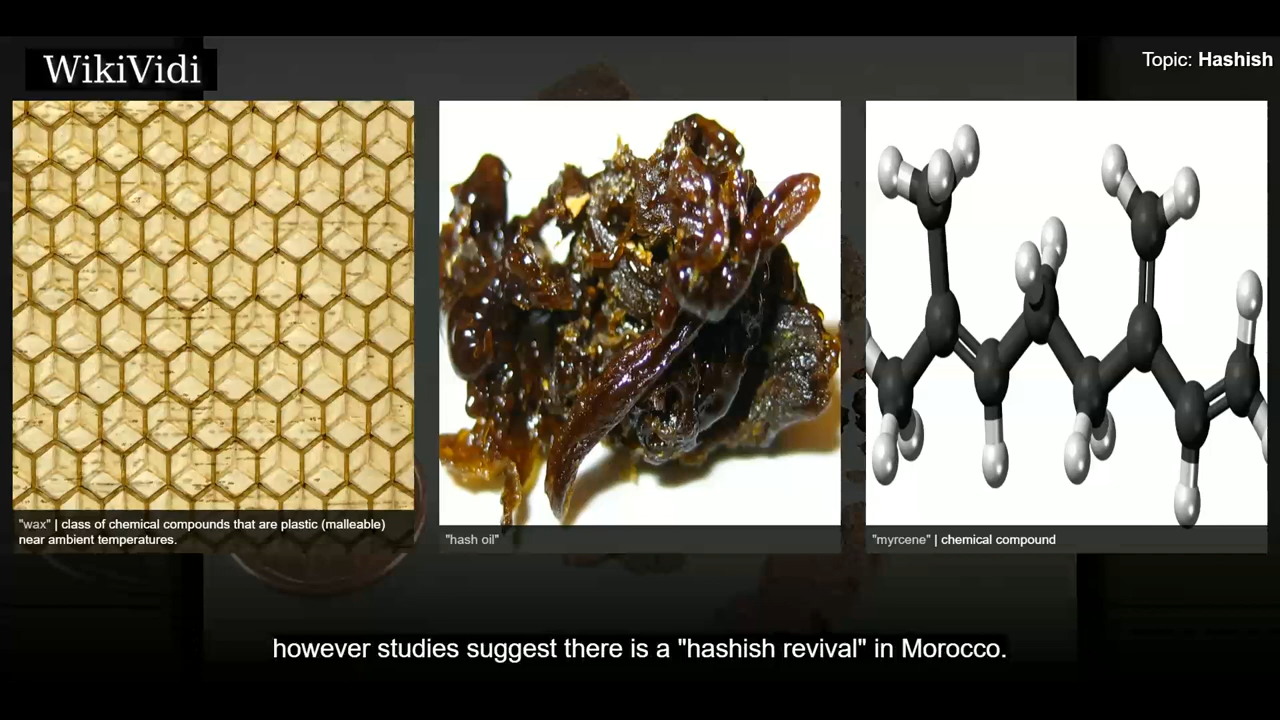 WikiVidi
Topic: Hashish
"wax" | class of chemical compounds that are plastic (malleable)
near ambient temperatures.
"hash oil"
"myrcene" | chemical compound
however studies suggest there is a "hashish revival" in Morocco.